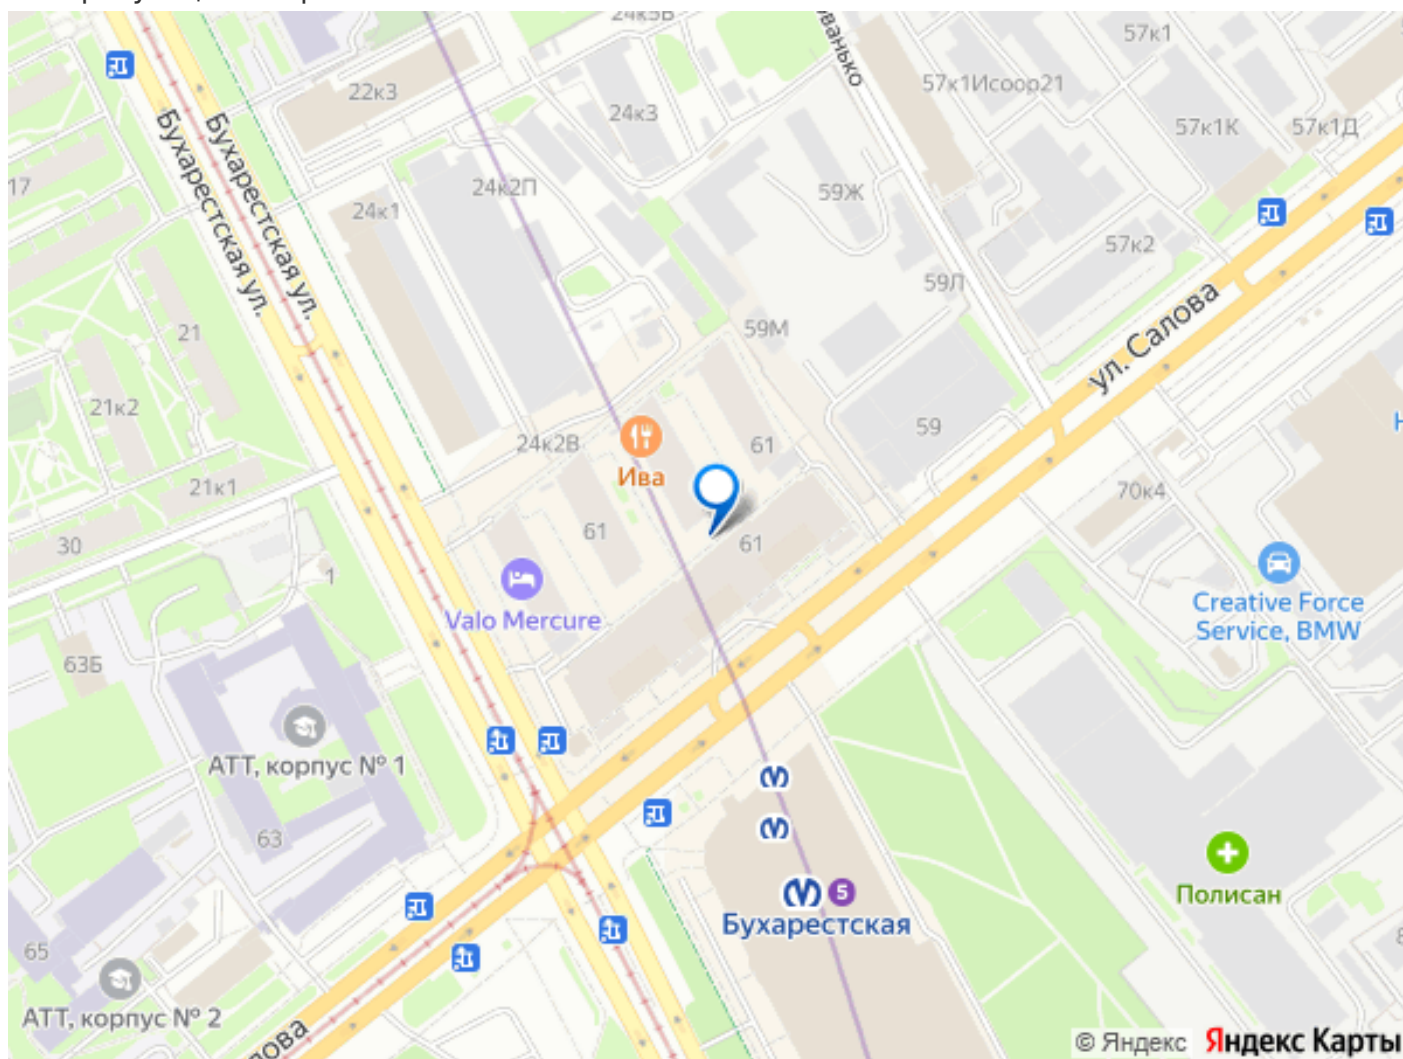 24к5В
57к1
ованько
22к3
57к1Исоор21
24к3
57к1К
57к1Д
Бухарестская ул.
Бухарестская ул.
17
24к2П
59Ж
24к1
57к2
59Л
ул. Салова
21
59М
21к2
59
24к2В
61
Ива
21к1
70к4
61
61
30
1
Valo Mercure
Creative Force
Service, BMW
63Б
АТТ, корпус № 1
63
5
Бухарестская
Полисан
65
АТТ, корпус № 2
лова
© Яндекс
Яндекс Карты